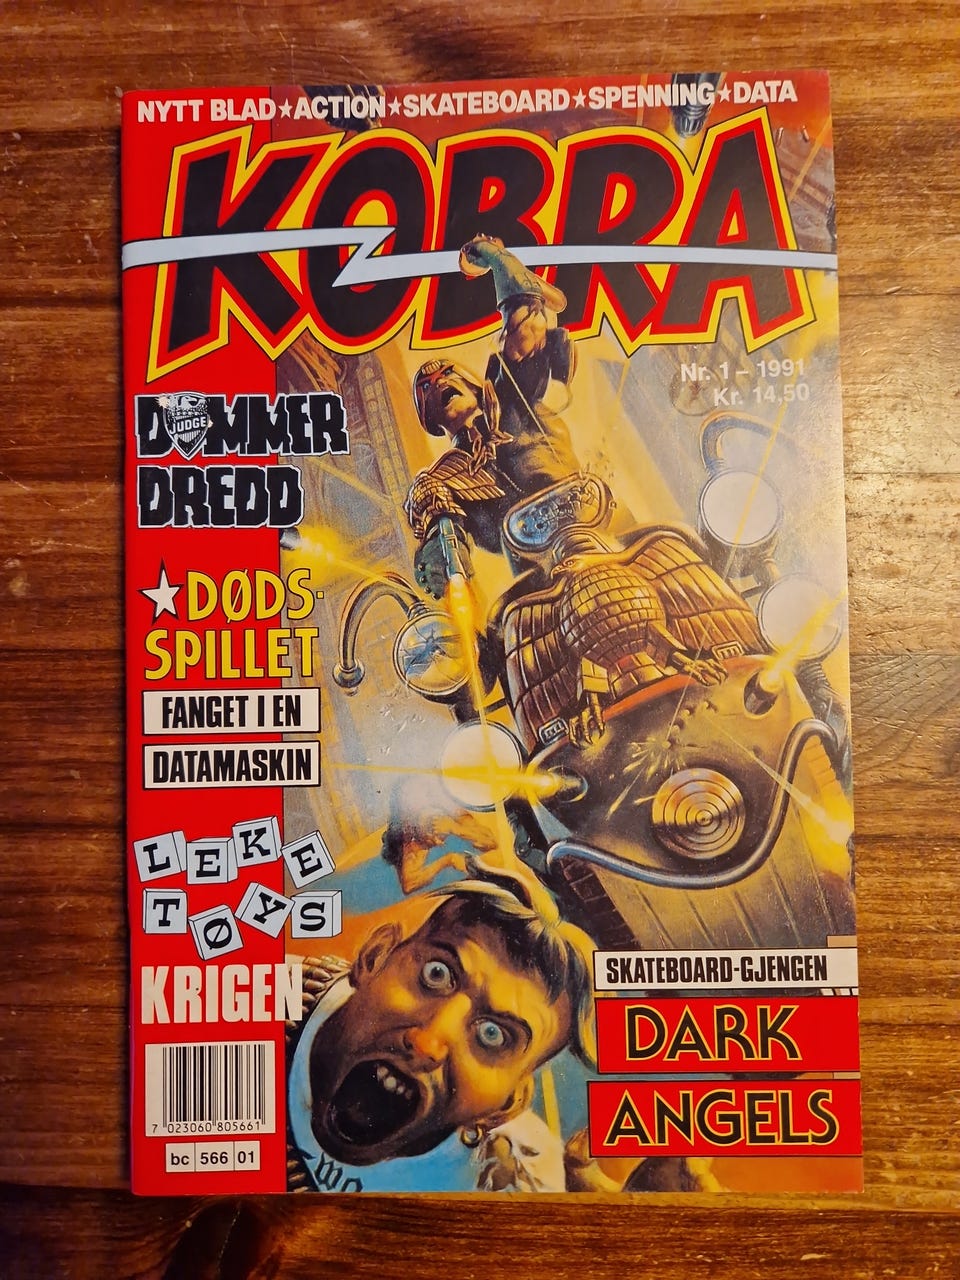 NYTT BLAD★ACTION★SKATEBOARD★SPENNING★DATA
KOBRA
Nr. 1 – 1991
Kr. 14,50
DOMMER
JUDGE
DREDD
★DØDS-
SPILLET
FANGET I EN
DATAMASKIN
LEKE
TØYS
KRIGEN
SKATEBOARD-GJENGEN
DARK
ANGELS
7 023060 805661
bc 566 01